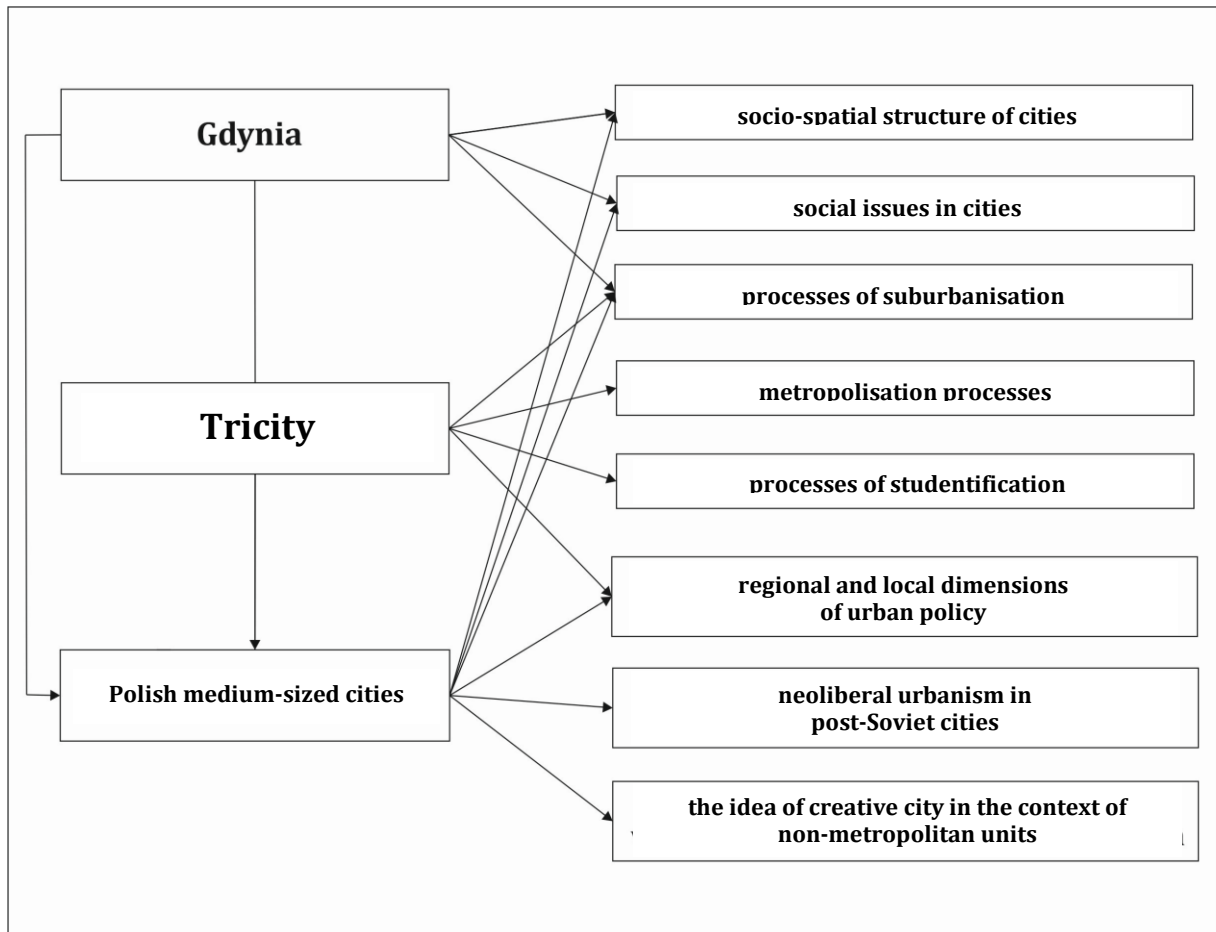 Gdynia
Tricity
Polish medium-sized cities
socio-spatial structure of cities
social issues in cities
processes of suburbanisation
metropolisation processes
processes of studentification
regional and local dimensions
of urban policy
neoliberal urbanism in
post-Soviet cities
the idea of creative city in the context of
non-metropolitan units